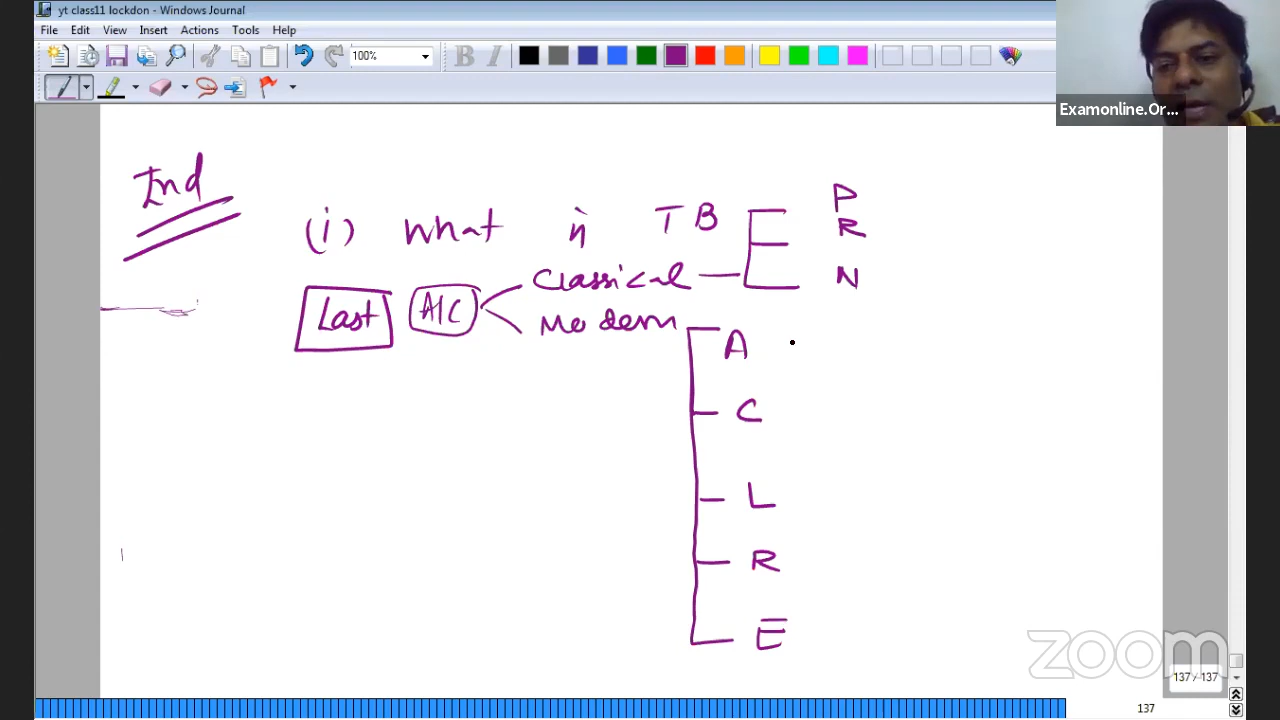 yt class11 lockdon - Windows Journal
File Edit View Insert Actions Tools Help
100%
B I
Examonline.Or...
End
(i) What is TB
P
R
N
Last A/C Classical
Modern
A
C
L
R
E
zoom
137 / 137
137